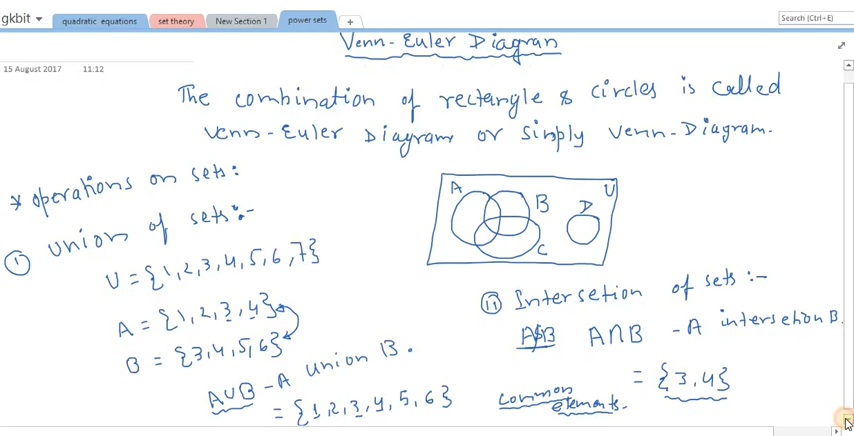 gkbit
quadratic equations
set theory
New Section 1
power sets
Search (Ctrl+E)
Venn-Euler Diagram
15 August 2017 11:12
The combination of rectangle & circles is called
Venn-Euler Diagram or simply Venn-Diagram.
* operations on sets:
① union of sets:-
U = {1,2,3,4,5,6,7}
A = {1,2,3,4}
B = {3,4,5,6}
A∪B - A union B.
= {1,2,3,4,5,6}
A B C D U
ⅱ Intersetion of sets:-
A∩B - A intersetion B.
= {3,4}
common
elements.